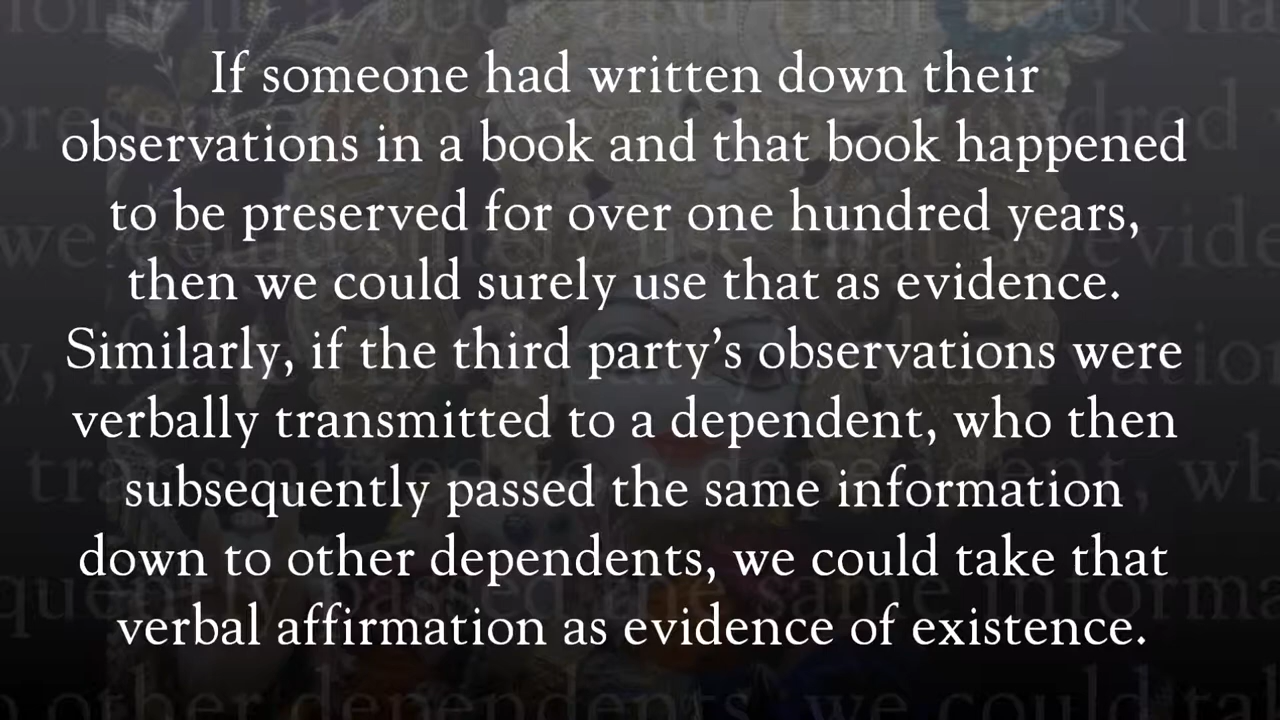 If someone had written down their
observations in a book and that book happened
to be preserved for over one hundred years,
then we could surely use that as evidence.
Similarly, if the third party’s observations were
verbally transmitted to a dependent, who then
subsequently passed the same information
down to other dependents, we could take that
verbal affirmation as evidence of existence.